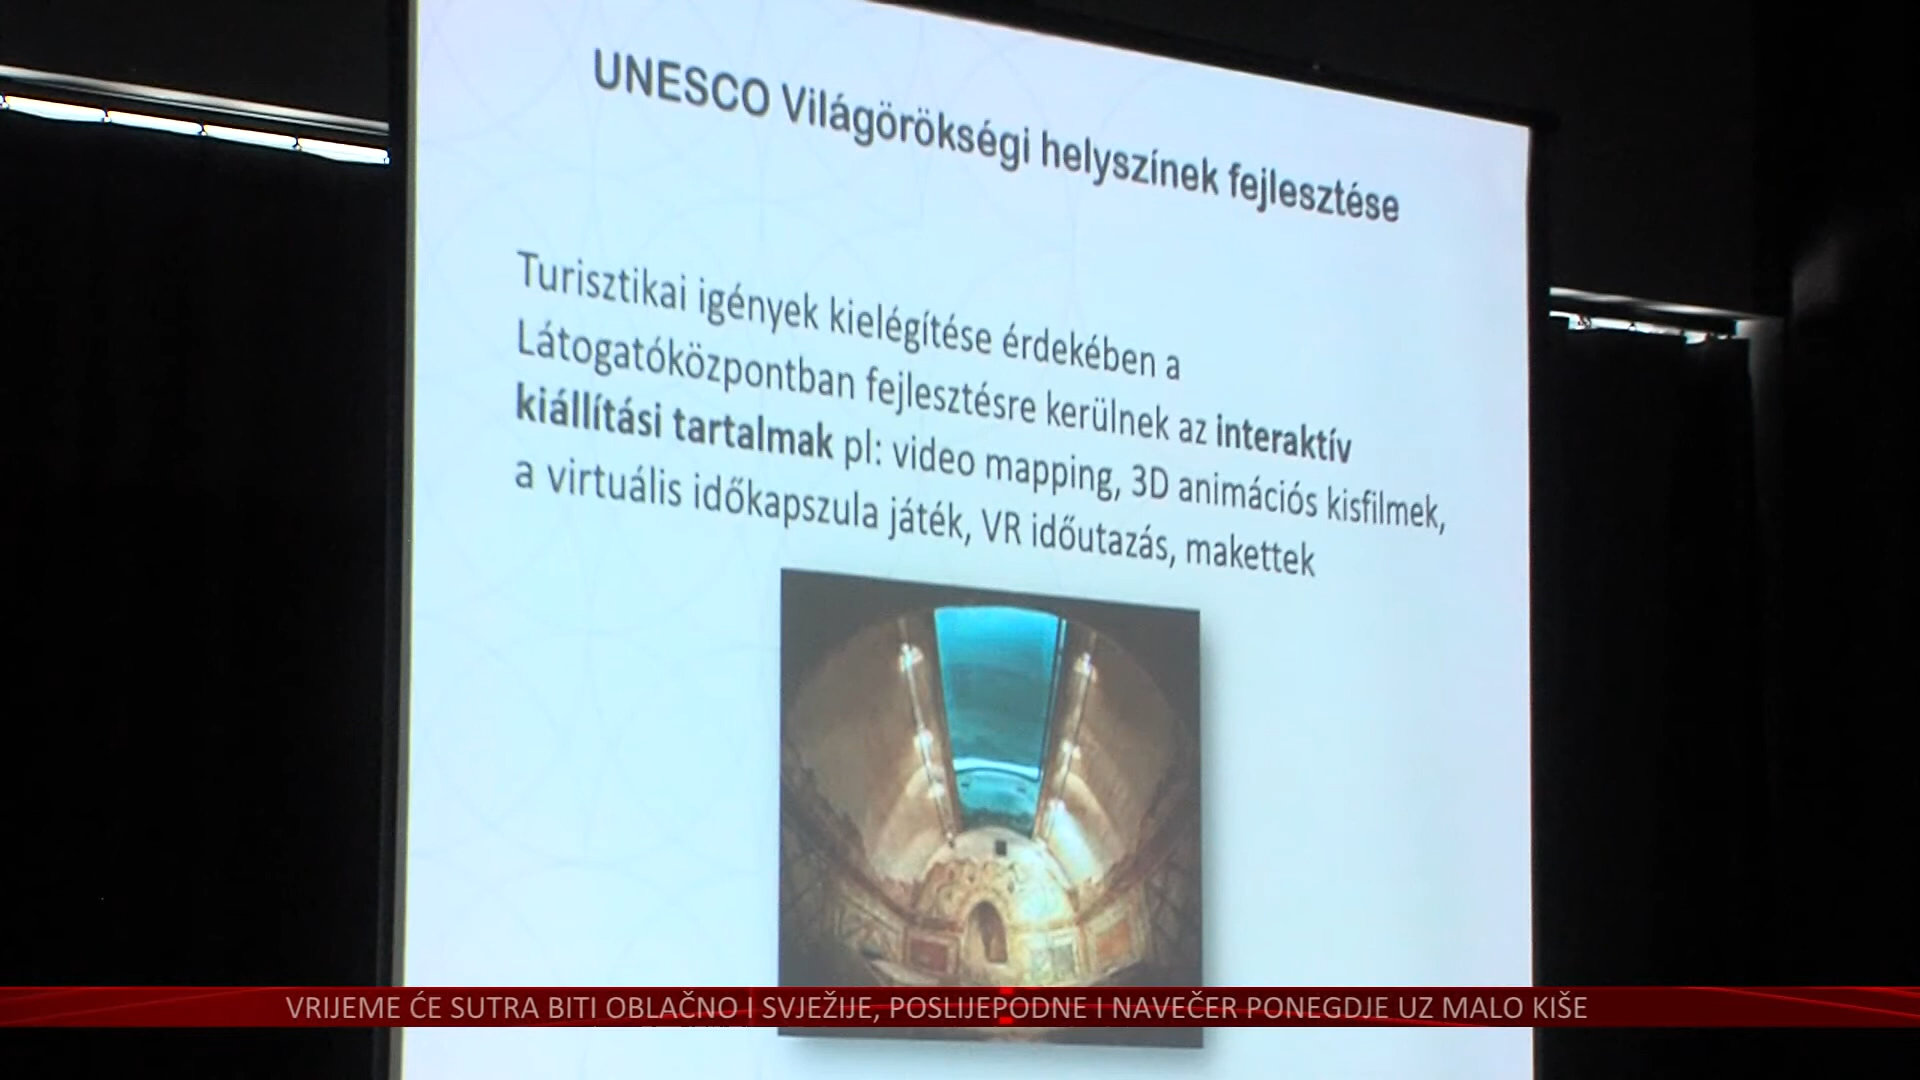 UNESCO Világörökségi helyszínek fejlesztése
Turisztikai igények kielégítése érdekében a
Látogatóközpontban fejlesztésre kerülnek az interaktív
kiállítási tartalmak pl: video mapping, 3D animációs kisfilmek,
a virtuális időkapszula játék, VR időutazás, makettek
VRIJEME ĆE SUTRA BITI OBLAČNO I SVJEŽIJE, POSLIJEPODNE I NAVEČER PONEGDJE UZ MALO KIŠE